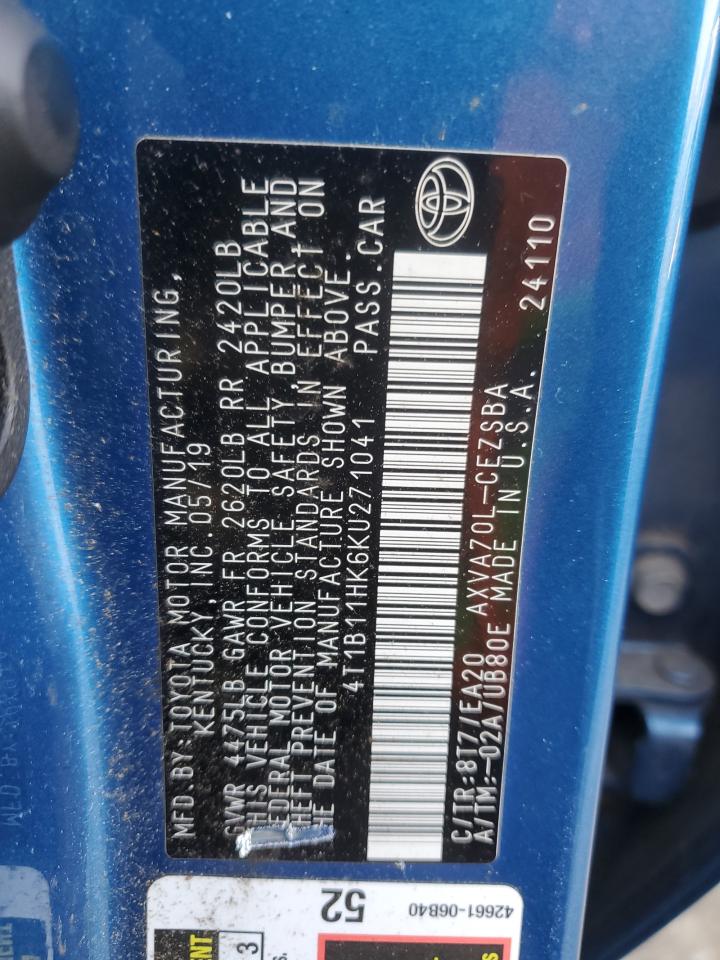 MFD.BY:TOYOTA MOTOR MANUFACTURING,
KENTUCKY,INC.05/19
GVWR 4475LB GAWR FR 2620LB RR 2420LB
THIS VEHICLE CONFORMS TO ALL APPLICABLE
FEDERAL MOTOR VEHICLE SAFETY,BUMPER,AND
THEFT PREVENTION STANDARDS IN EFFECT ON
THE DATE OF MANUFACTURE SHOWN ABOVE.
4T1B11HK6KU271041 PASS.CAR
C/TR:8T7/EA20 AXVA70L-CEZSBA
A/TM:-02A/UB80E MADE IN U.S.A. 24110
52
42661-06B40
3